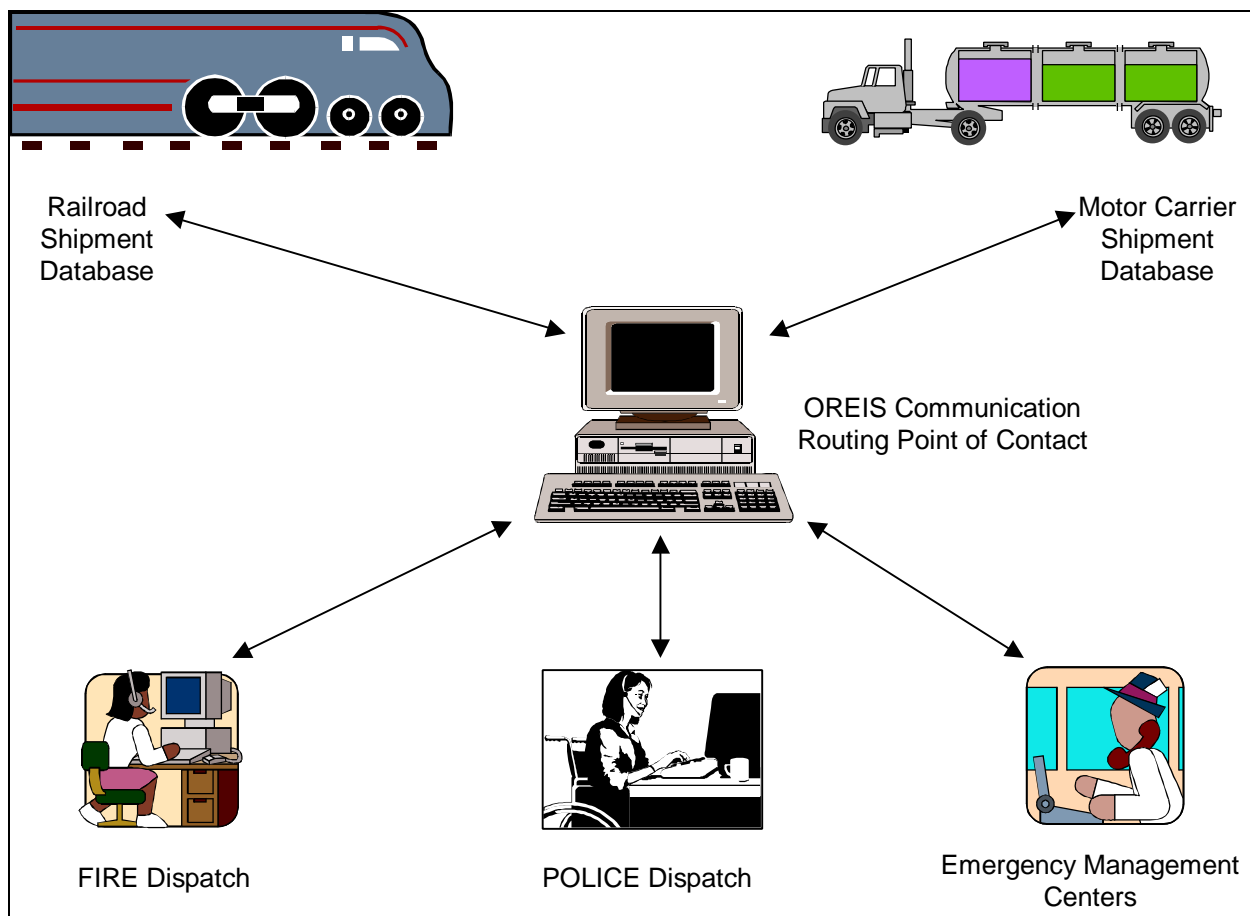 Railroad
Shipment
Database
Motor Carrier
Shipment
Database
OREIS Communication
Routing Point of Contact
FIRE Dispatch
POLICE Dispatch
Emergency Management
Centers